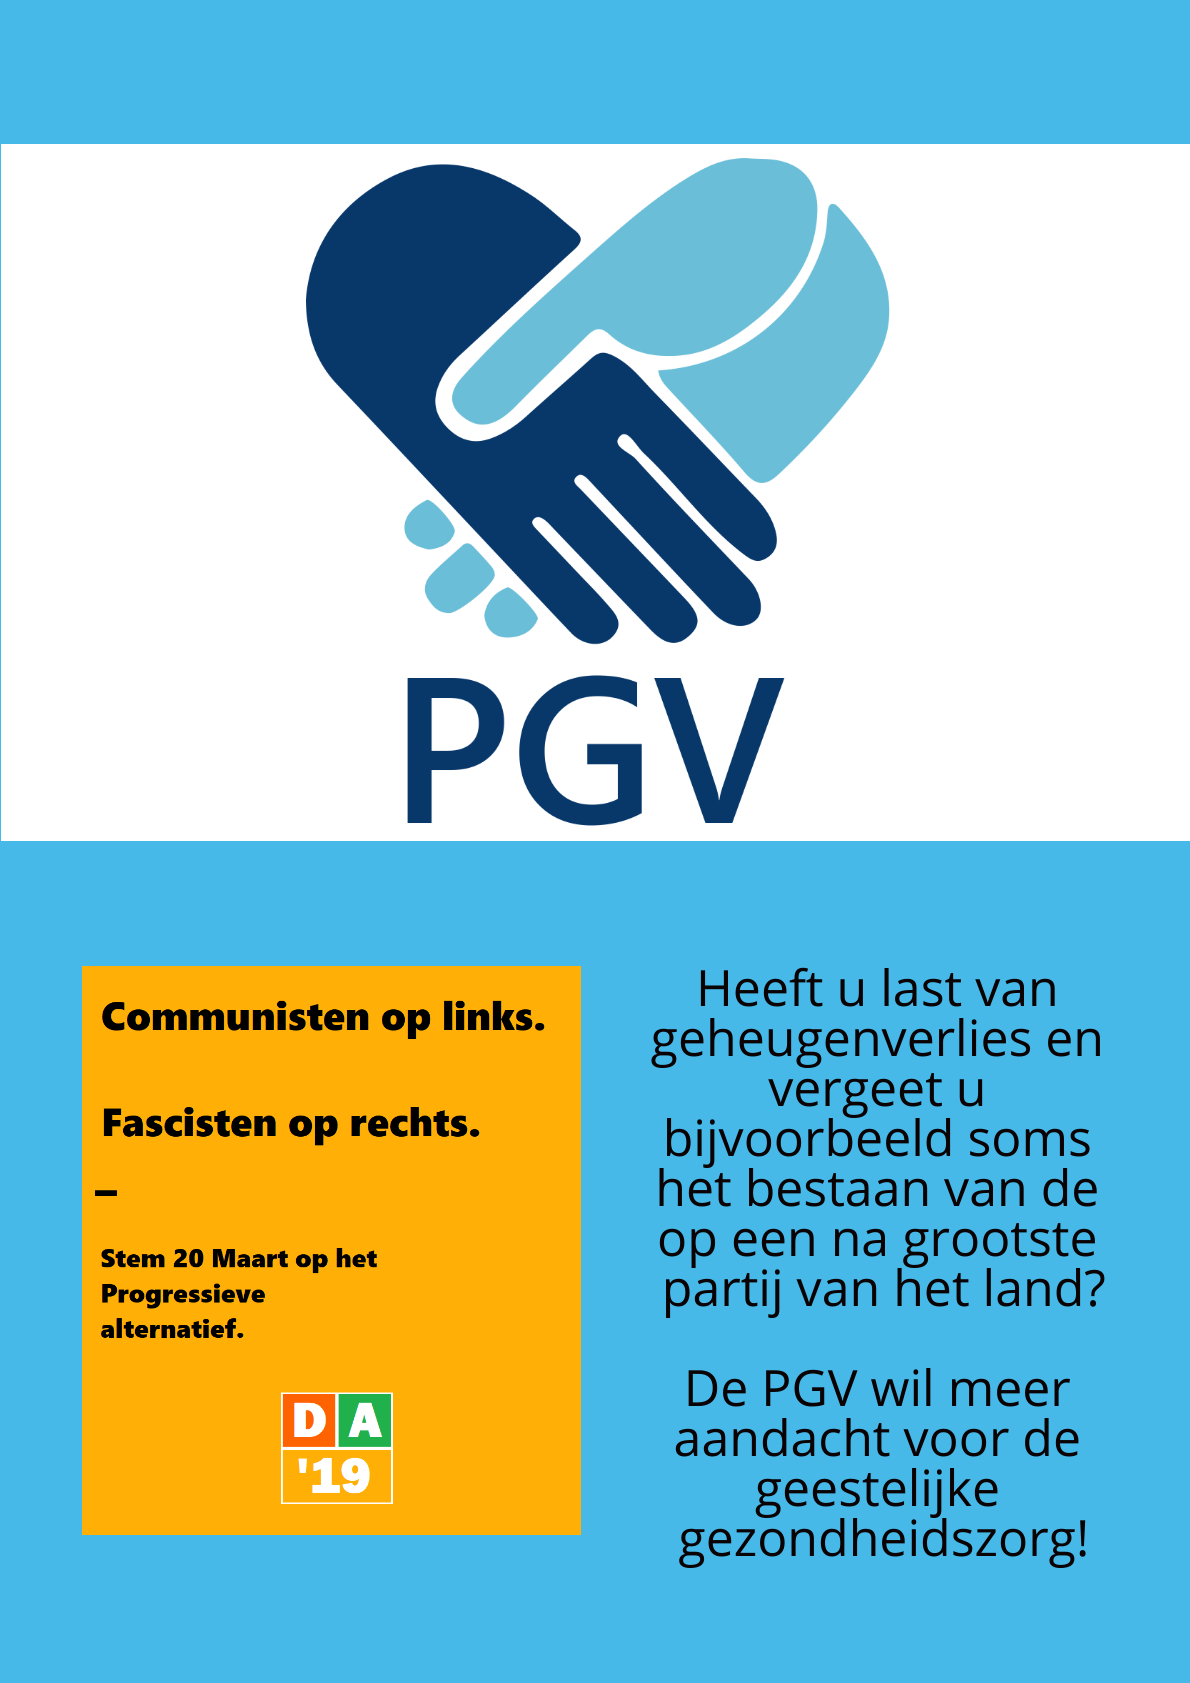 PGV
Communisten op links.
Fascisten op rechts.
–
Stem 20 Maart op het
Progressieve
alternatief.
D A
'19
Heeft u last van
geheugenverlies en
vergeet u
bijvoorbeeld soms
het bestaan van de
op een na grootste
partij van het land?
De PGV wil meer
aandacht voor de
geestelijke
gezondheidszorg!